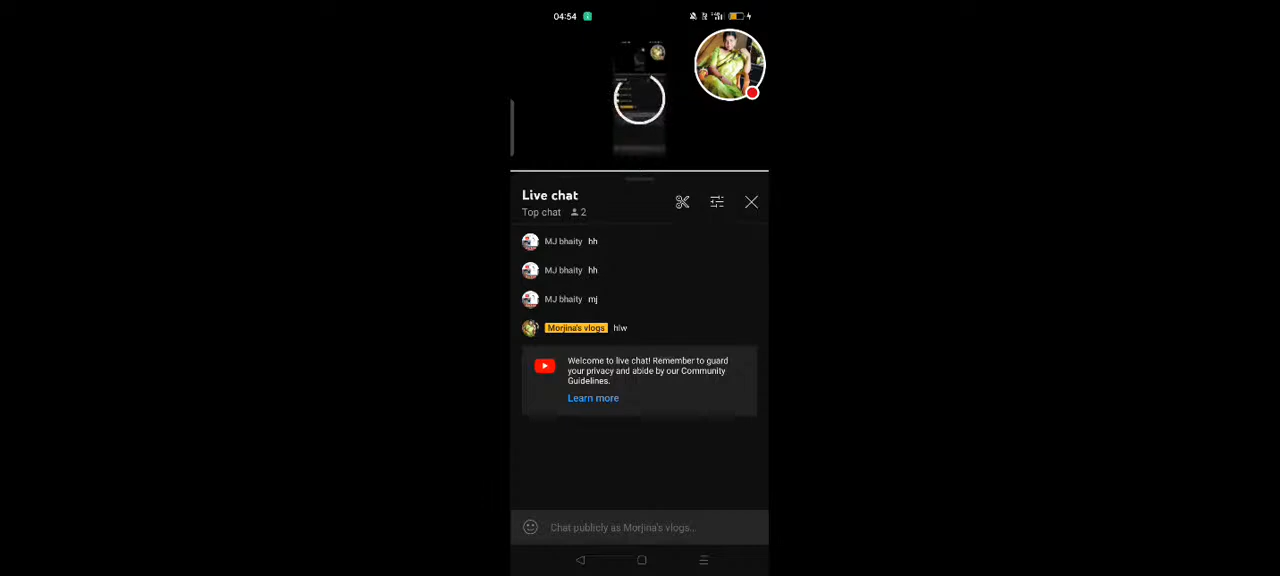 04:54
Live chat
Top chat 2
MJ bhaity hh
MJ bhaity hh
MJ bhaity mj
Morjina's vlogs hlw
Welcome to live chat! Remember to guard
your privacy and abide by our Community
Guidelines.
Learn more
Chat publicly as Morjina's vlogs...